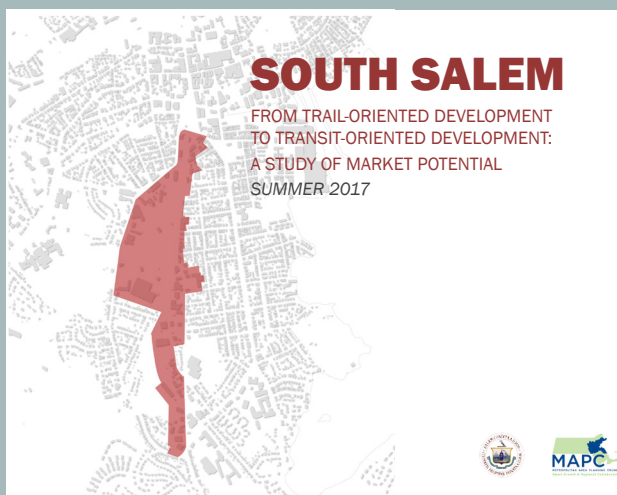 SOUTH SALEM
FROM TRAIL-ORIENTED DEVELOPMENT
TO TRANSIT-ORIENTED DEVELOPMENT:
A STUDY OF MARKET POTENTIAL
SUMMER 2017
MAPC